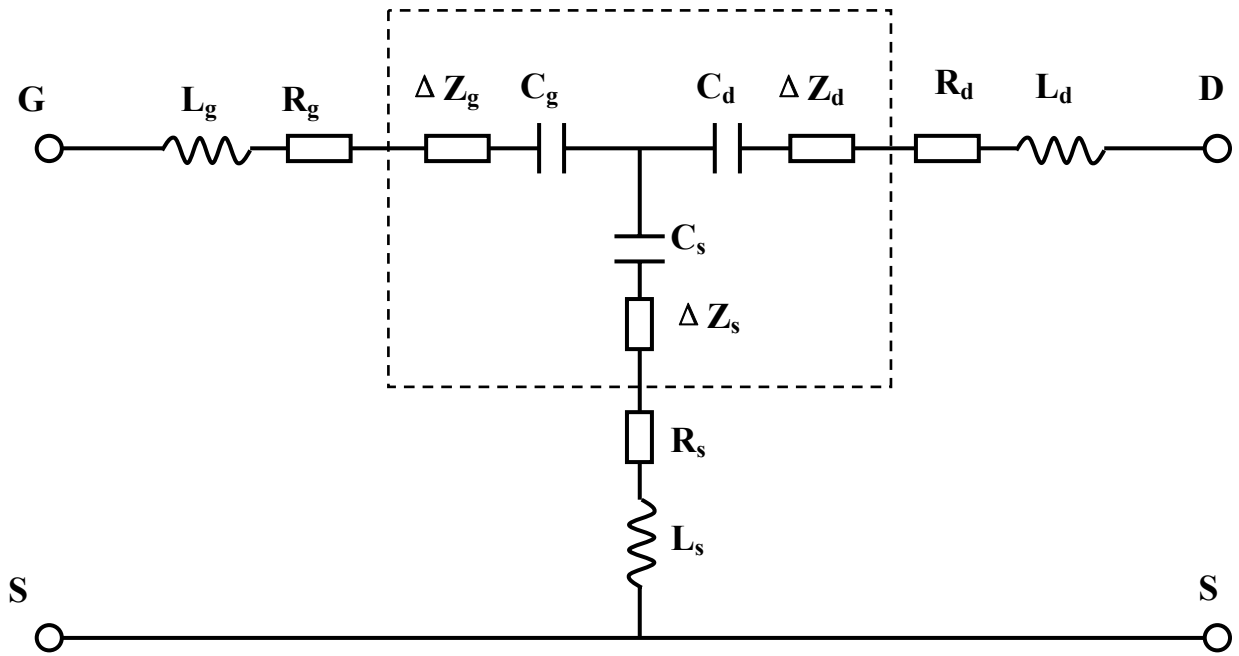 G
L_g
R_g
Δ Z_g
C_g
C_d
Δ Z_d
R_d
L_d
D
C_s
Δ Z_s
R_s
L_s
S
S